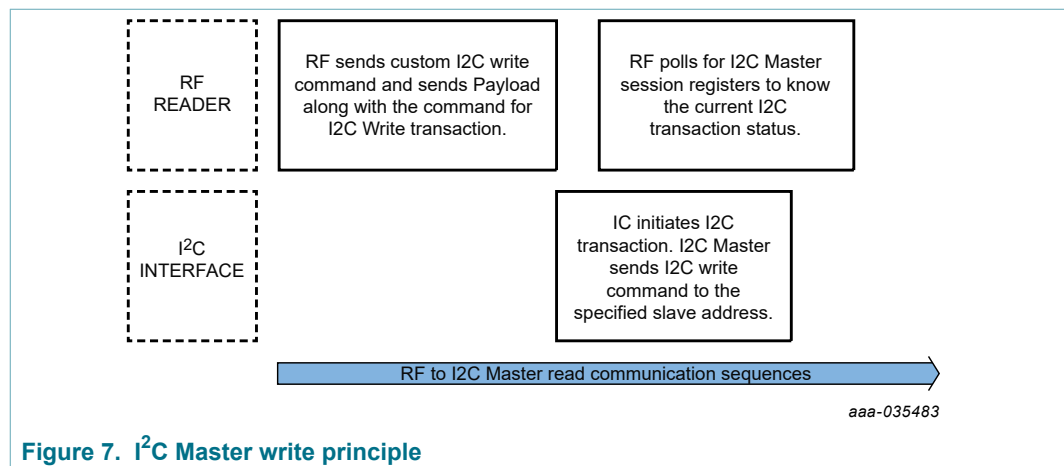 RF
READER
RF sends custom I2C write
command and sends Payload
along with the command for
I2C Write transaction.
RF polls for I2C Master
session registers to know
the current I2C
transaction status.
I²C
INTERFACE
IC initiates I2C
transaction. I2C Master
sends I2C write
command to the
specified slave address.
RF to I2C Master read communication sequences
aaa-035483
Figure 7. I²C Master write principle